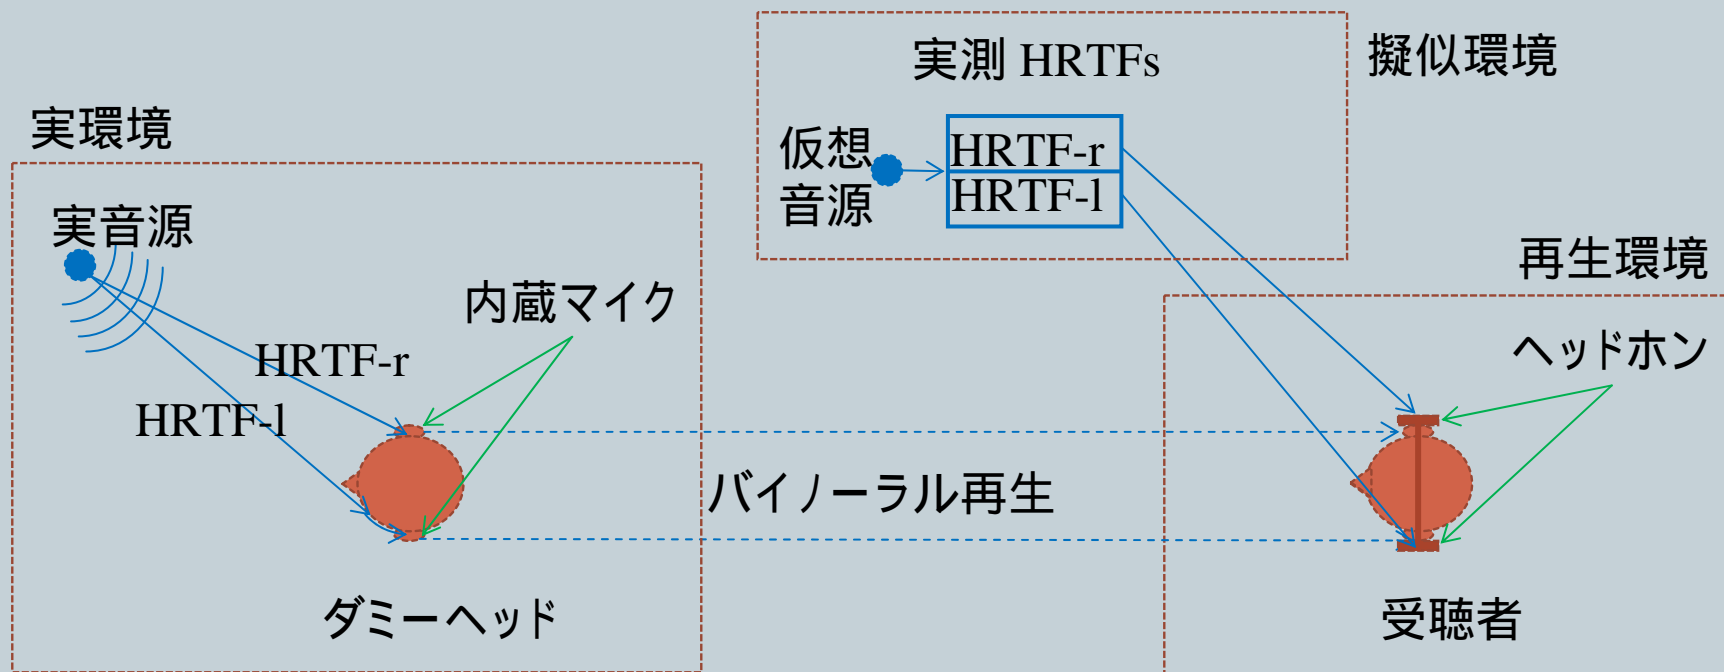 実測 HRTFs
擬似環境
実環境
仮想
音源
HRTF-r
HRTF-l
実音源
内蔵マイク
再生環境
HRTF-r
ヘッドホン
HRTF-l
バイノーラル再生
ダミーヘッド
受聴者